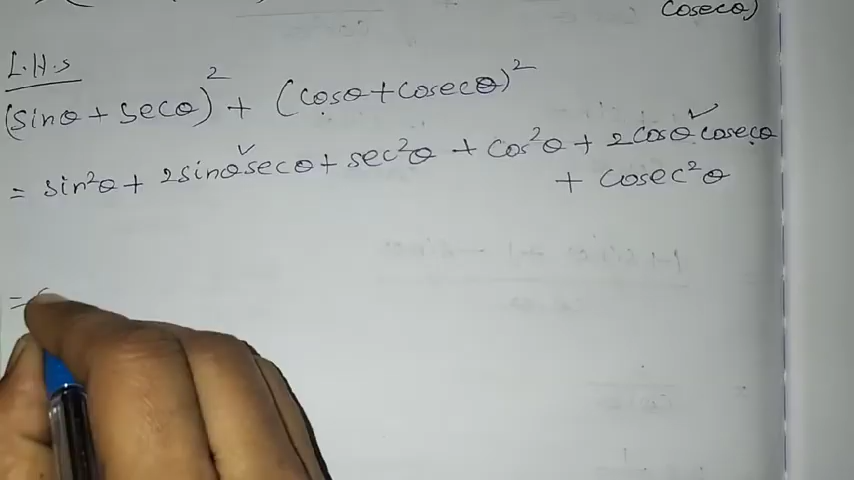 cosecθ)
L.H.S
(sinθ + secθ)² + (cosθ + cosecθ)²
= sin²θ + 2sinθsecθ + sec²θ + cos²θ + 2cosθ cosecθ
+ cosec²θ
=